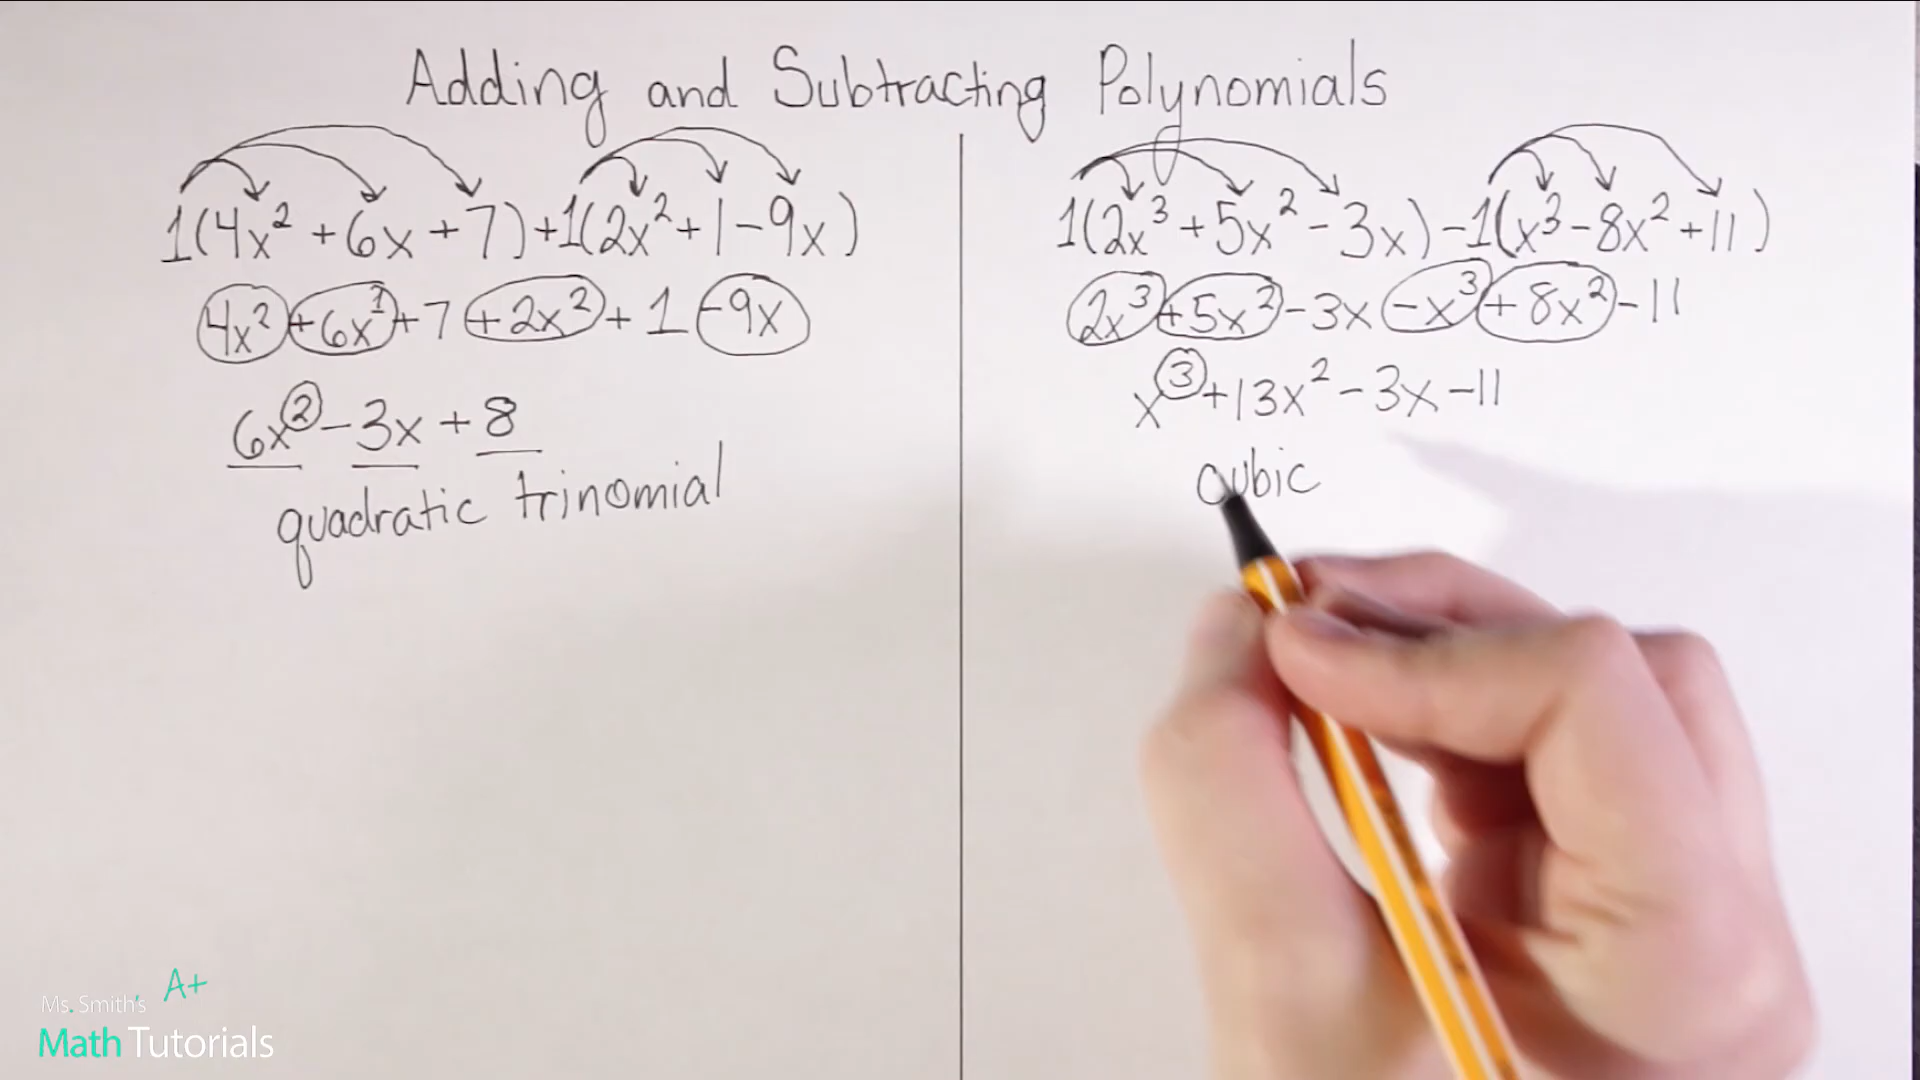 Adding and Subtracting Polynomials
1(4x² + 6x + 7) + 1(2x² + 1 - 9x)
4x² + 6x¹ + 7 + 2x² + 1 - 9x
6x² - 3x + 8
quadratic trinomial
1(2x³ + 5x² - 3x) - 1(x³ - 8x² + 11)
2x³ + 5x² - 3x - x³ + 8x² - 11
x³ + 13x² - 3x - 11
cubic
Ms. Smith's A+
Math Tutorials